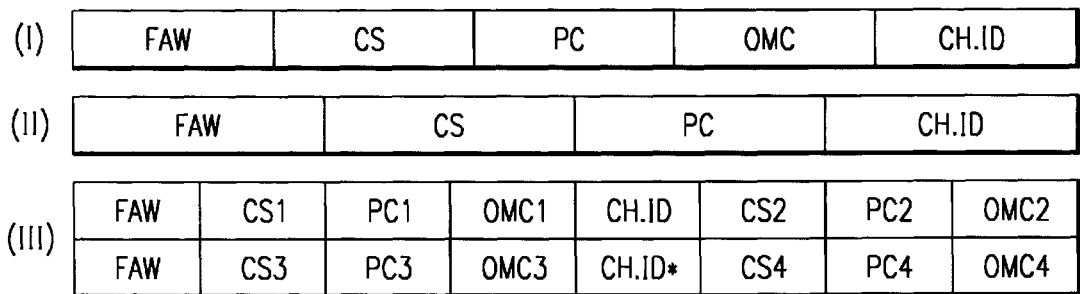 (I) FAW CS PC OMC CH.ID
(II) FAW CS PC CH.ID
(III)
FAW CS1 PC1 OMC1 CH.ID CS2 PC2 OMC2
FAW CS3 PC3 OMC3 CH.ID* CS4 PC4 OMC4